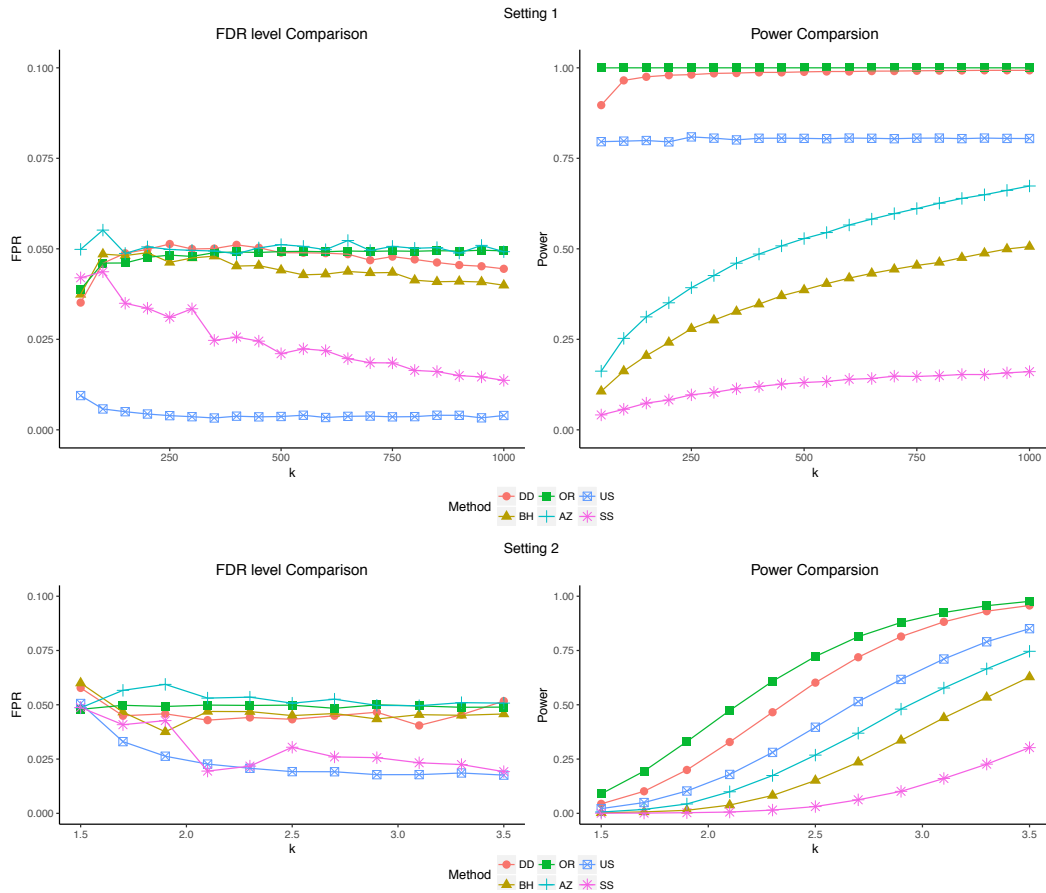 Setting 1
FDR level Comparison
Power Comparsion
0.100
0.075
0.050
0.025
0.000
FPR
250
500
750
1000
k
1.00
0.75
0.50
0.25
0.00
Power
250
500
750
1000
k
Method
DD
OR
US
BH
AZ
SS
Setting 2
FDR level Comparison
Power Comparsion
0.100
0.075
0.050
0.025
0.000
FPR
1.5
2.0
2.5
3.0
3.5
k
1.00
0.75
0.50
0.25
0.00
Power
1.5
2.0
2.5
3.0
3.5
k
Method
DD
OR
US
BH
AZ
SS